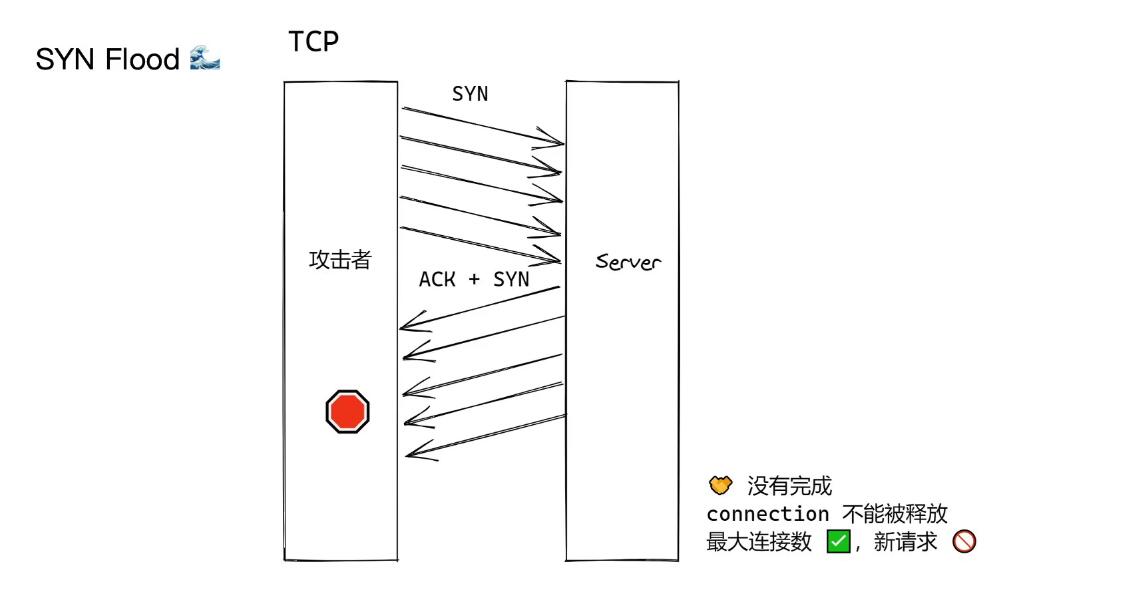 SYN Flood 🌊
TCP
SYN
攻击者
Server
ACK + SYN
🤝 没有完成
connection 不能被释放
最大连接数 ✅, 新请求 🚫